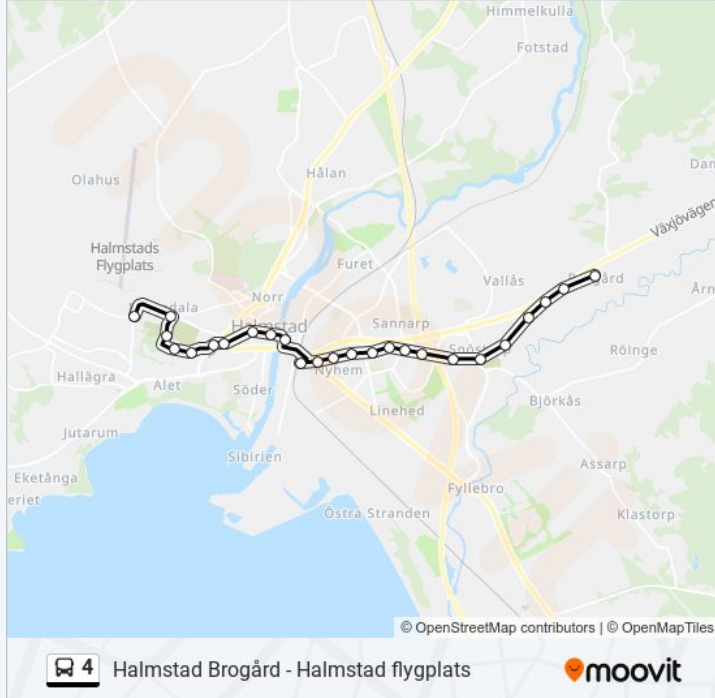 Himmelkulla
Fotstad
Dan
Olahus
Hålan
Växjövägen
Halmstads
Flygplats
Furet
Vallås
Norr
Halmstad
Sannarp
Årn
Röinge
Nyhem
Hallägra
Alet
Söder
Björkås
Linehed
Jutarum
Sibirien
Assarp
Eketånga
Fyllebro
eriet
Östra Stranden
Klastorp
© OpenStreetMap contributors | © OpenMapTiles
4 Halmstad Brogård - Halmstad flygplats
moovit